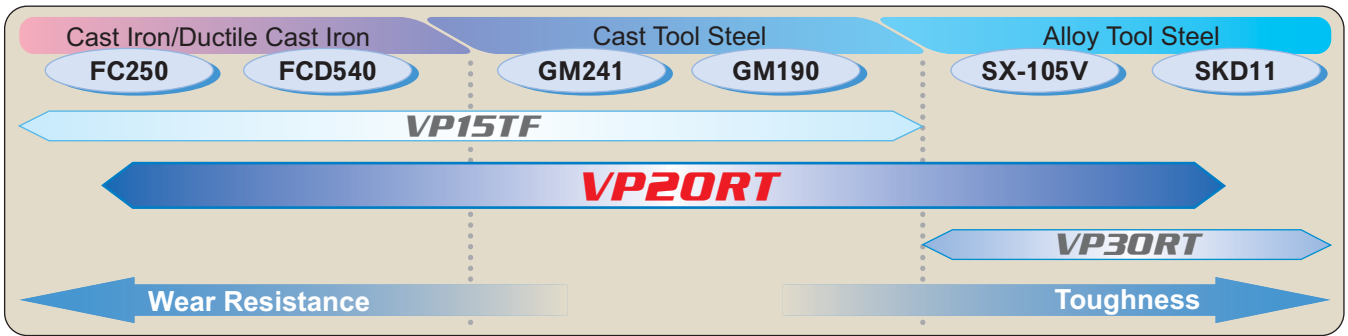 Cast Iron/Ductile Cast Iron Cast Tool Steel Alloy Tool Steel
FC250 FCD540 GM241 GM190 SX-105V SKD11
VP15TF
VP20RT
VP30RT
Wear Resistance Toughness